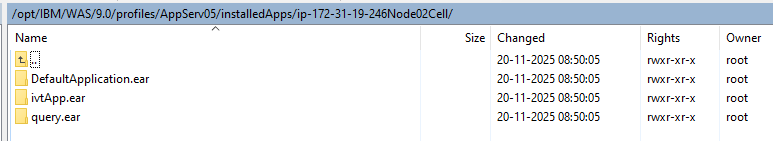 /opt/IBM/WAS/9.0/profiles/AppServ05/installedApps/ip-172-31-19-246Node02Cell/
Name Size Changed Rights Owner
.. 20-11-2025 08:50:05 rwxr-xr-x root
DefaultApplication.ear 20-11-2025 08:50:05 rwxr-xr-x root
ivtApp.ear 20-11-2025 08:50:05 rwxr-xr-x root
query.ear 20-11-2025 08:50:05 rwxr-xr-x root